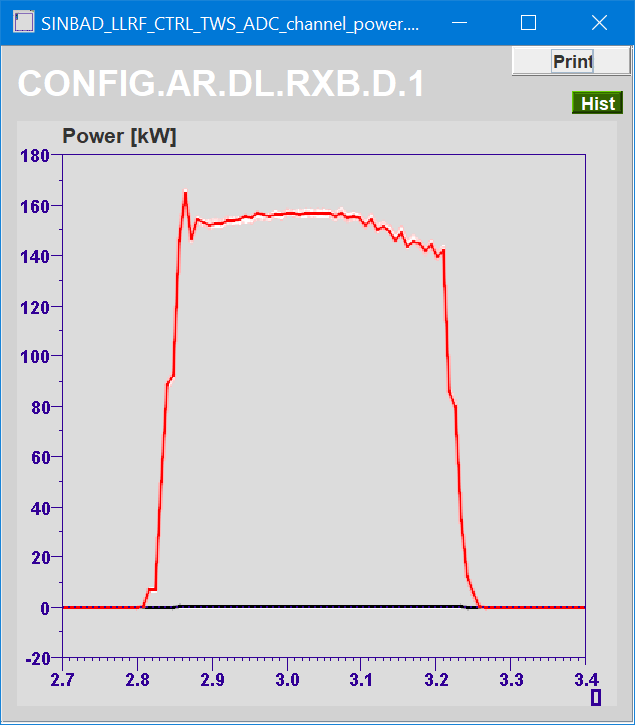 SINBAD_LLRF_CTRL_TWS_ADC_channel_power....
Print
CONFIG.AR.DL.RXB.D.1
Hist
Power [kW]
180
160
140
120
100
80
60
40
20
0
-20
2.7 2.8 2.9 3.0 3.1 3.2 3.3 3.4